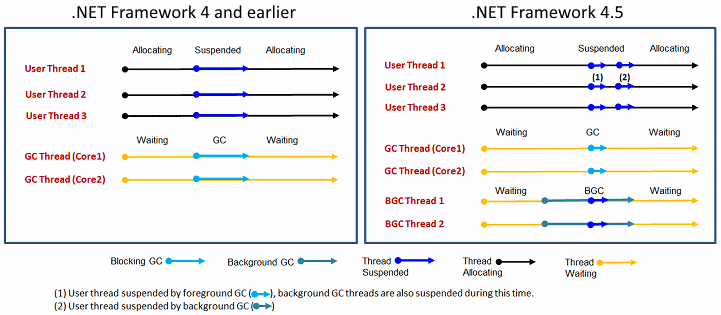 .NET Framework 4 and earlier
Allocating Suspended Allocating
User Thread 1
User Thread 2
User Thread 3
Waiting GC Waiting
GC Thread (Core1)
GC Thread (Core2)
.NET Framework 4.5
Allocating Suspended Allocating
User Thread 1
(1) (2)
User Thread 2
User Thread 3
Waiting GC Waiting
GC Thread (Core1)
GC Thread (Core2)
Waiting BGC Waiting
BGC Thread 1
BGC Thread 2
Blocking GC
Background GC
Thread
Suspended
Thread
Allocating
Thread
Waiting
(1) User thread suspended by foreground GC ( ), background GC threads are also suspended during this time.
(2) User thread suspended by background GC ( )